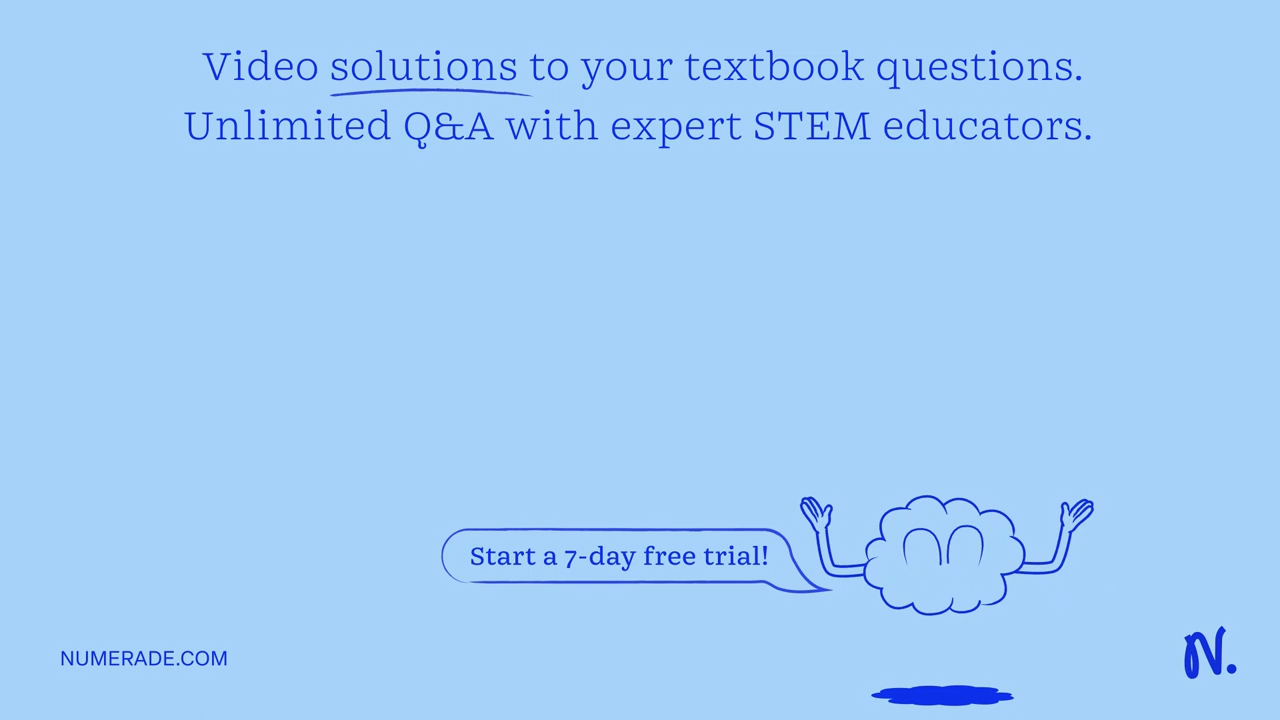 Video solutions to your textbook questions.
Unlimited Q&A with expert STEM educators.
Start a 7-day free trial!
NUMERADE.COM
N.